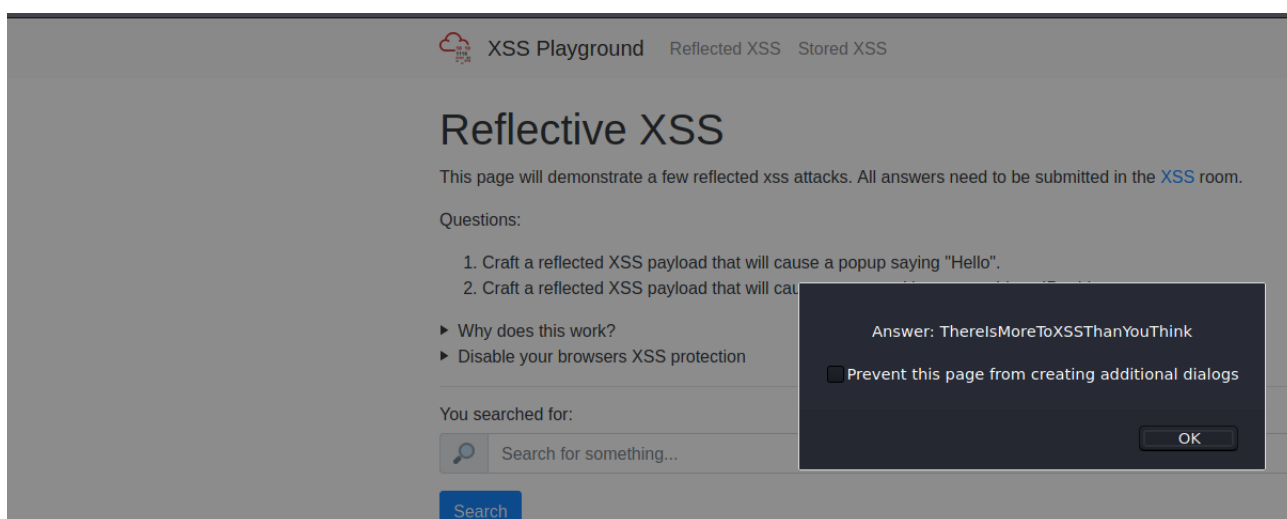 XSS Playground Reflected XSS Stored XSS
Reflective XSS
This page will demonstrate a few reflected xss attacks. All answers need to be submitted in the XSS room.
Questions:
1. Craft a reflected XSS payload that will cause a popup saying "Hello".
2. Craft a reflected XSS payload that will cau
▶ Why does this work?
▶ Disable your browsers XSS protection
Answer: ThereIsMoreToXSSThanYouThink
Prevent this page from creating additional dialogs
OK
You searched for:
Search for something...
Search